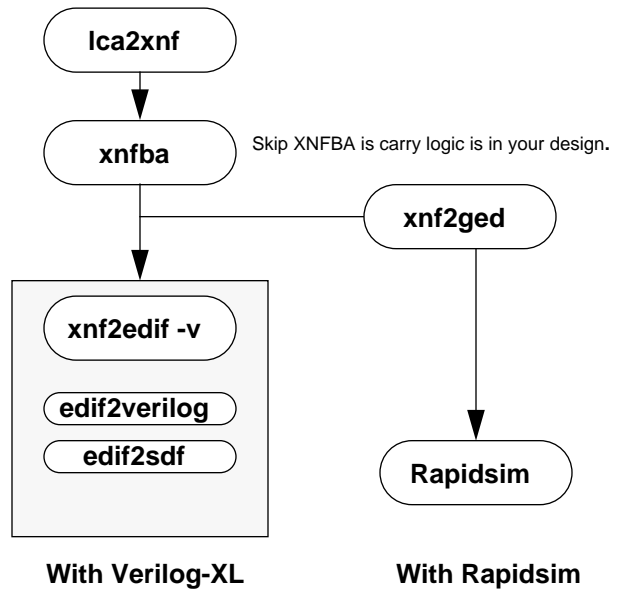 lca2xnf
xnfba
Skip XNFBA is carry logic is in your design.
xnf2ged
xnf2edif -v
edif2verilog
edif2sdf
Rapidsim
With Verilog-XL
With Rapidsim